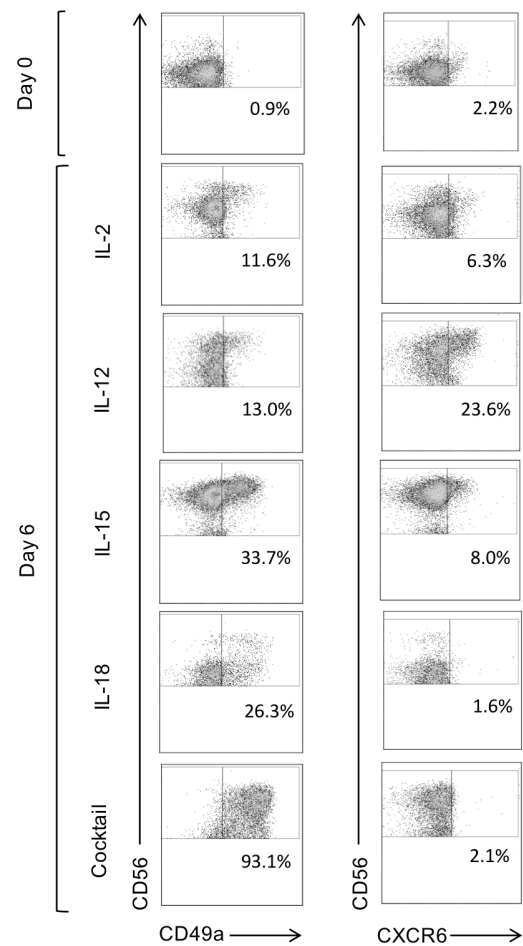 Day 0
0.9%
2.2%
Day 6
IL-2
11.6%
6.3%
IL-12
13.0%
23.6%
IL-15
33.7%
8.0%
IL-18
26.3%
1.6%
Cocktail
93.1%
2.1%
CD56
CD56
CD49a
CXCR6